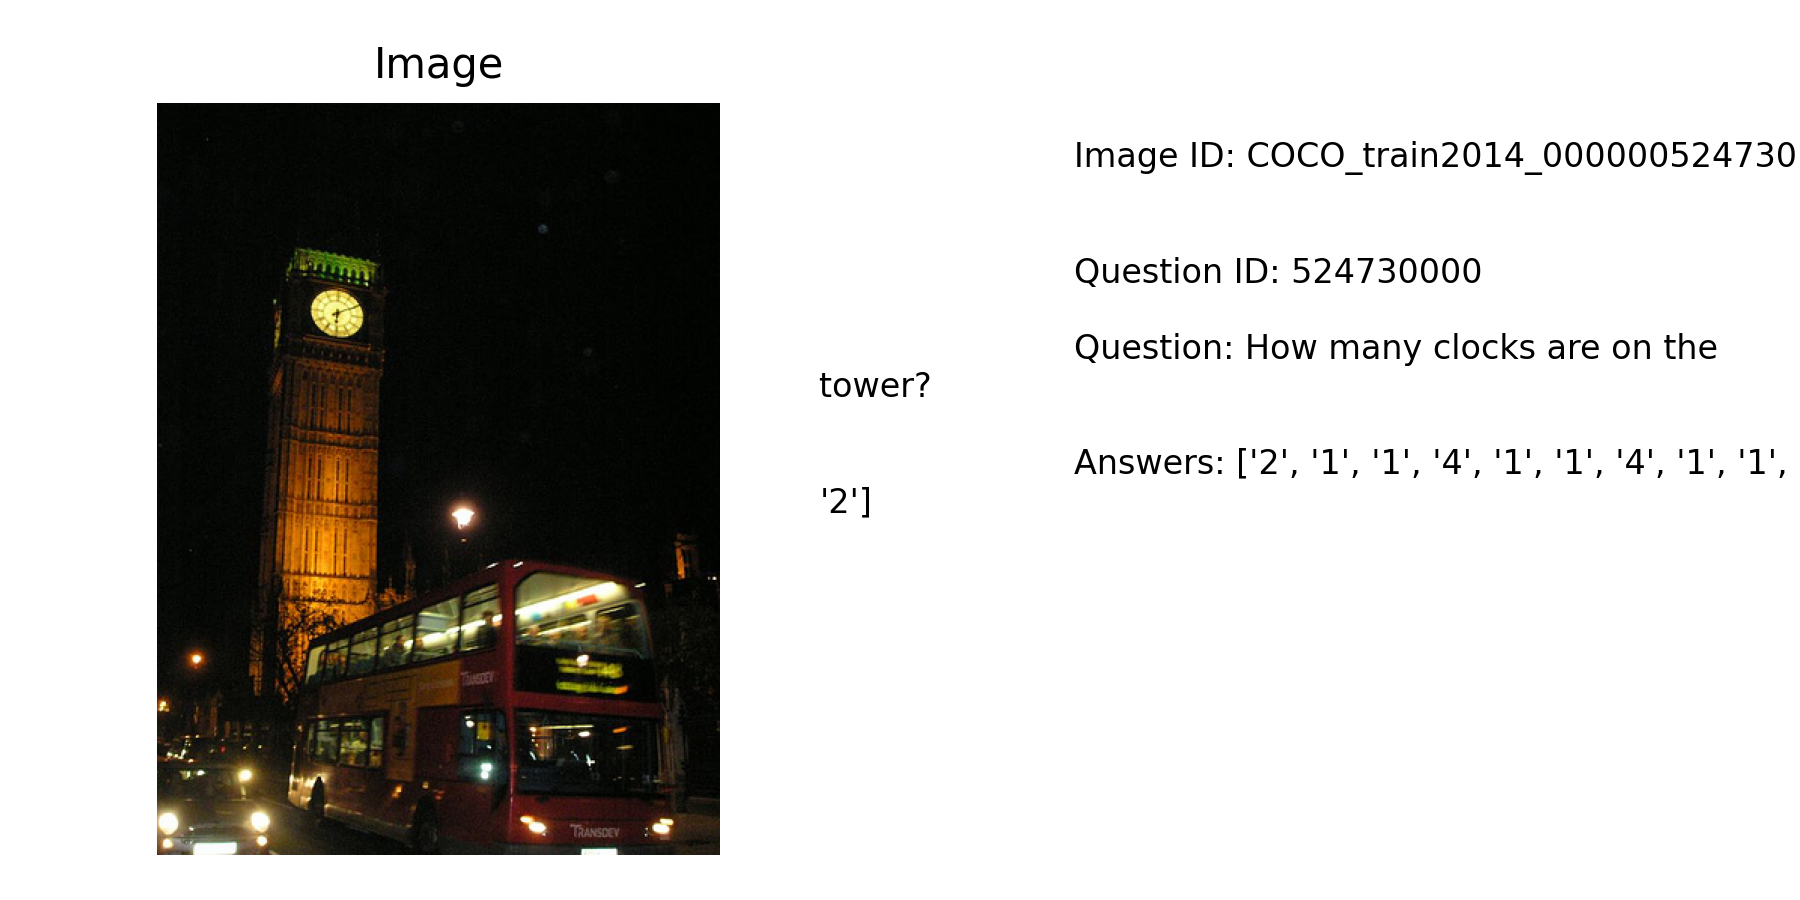 Image
Image ID: COCO_train2014_000000524730
Question ID: 524730000
Question: How many clocks are on the
tower?
Answers: ['2', '1', '1', '4', '1', '1', '4', '1', '1',
'2']
TRANSDEV
TRANSDEV